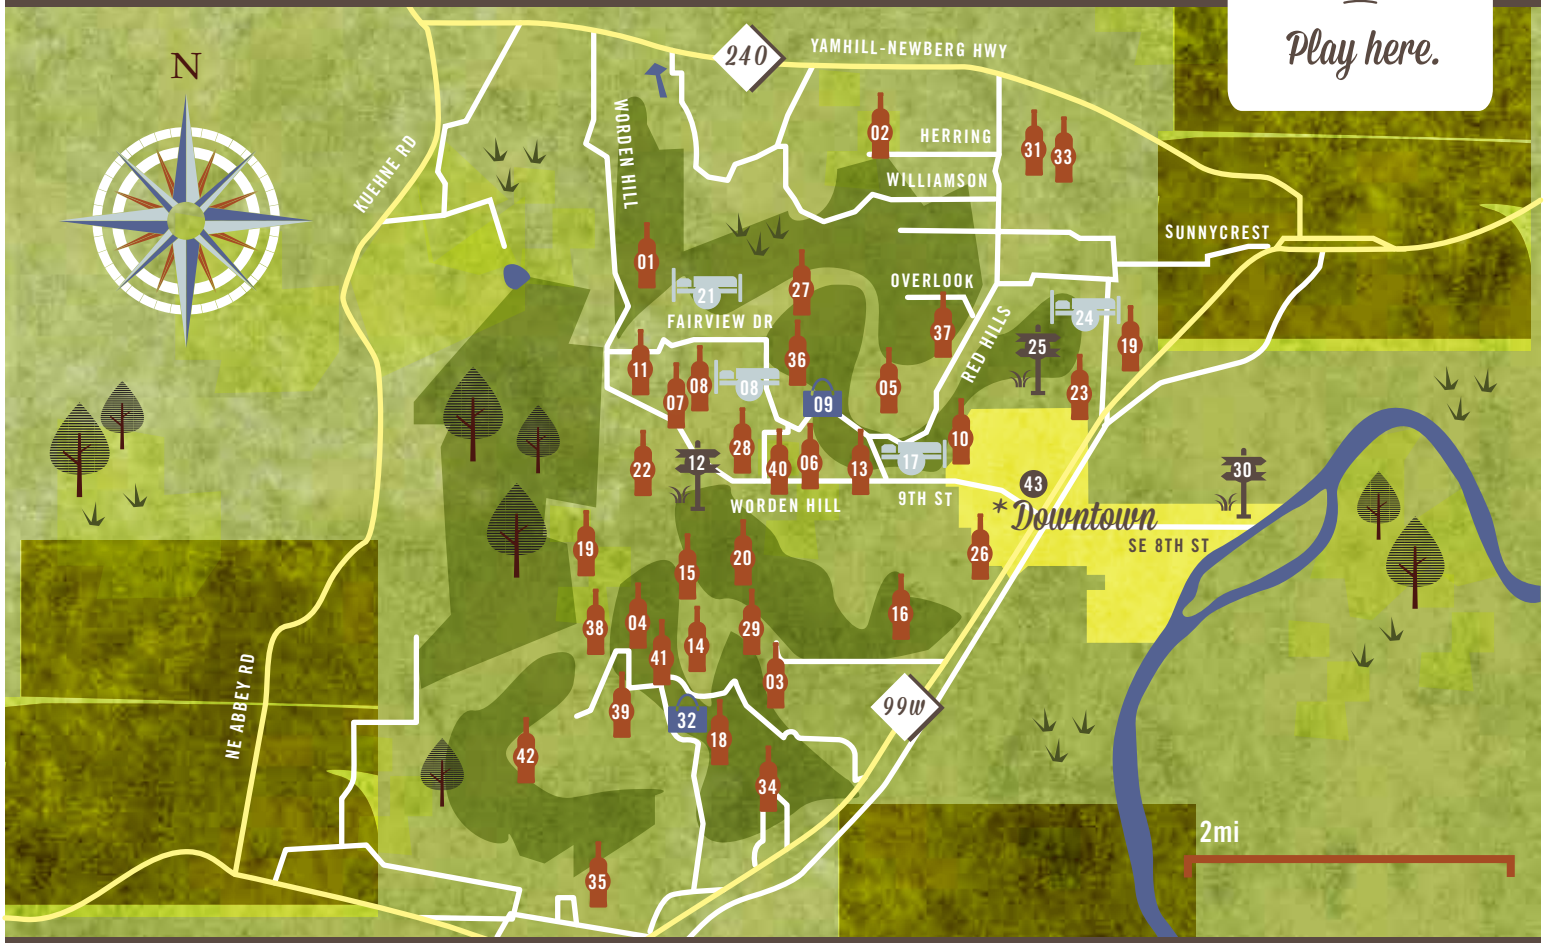 Play here.
N
240
YAMHILL-NEWBERG HWY
KUEHNE RD
WORDEN HILL
02
HERRING
31
33
WILLIAMSON
SUNNYCREST
01
21
27
OVERLOOK
FAIRVIEW DR
37
RED HILLS
24
25
19
11
07
08
08
36
09
05
23
10
22
12
28
40
06
13
17
WORDEN HILL
9TH ST
43
*Downtown
30
SE 8TH ST
26
19
15
20
38
04
41
14
29
16
03
NE ABBEY RD
39
32
18
99W
42
34
35
2mi